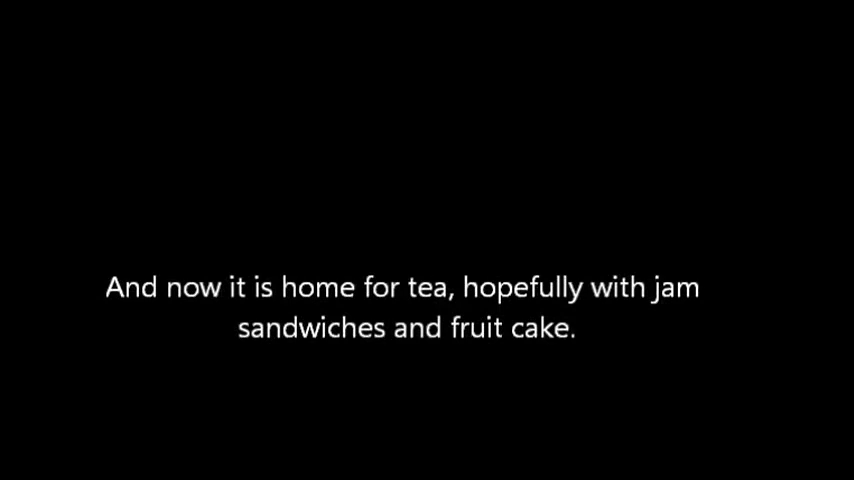 And now it is home for tea, hopefully with jam
sandwiches and fruit cake.